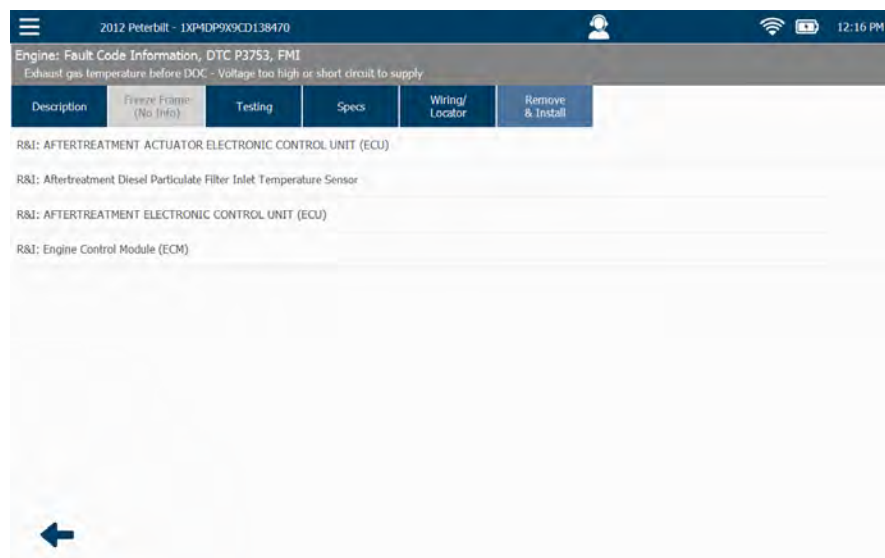 2012 Peterbilt - 1XP4DP9X9CD138470
12:16 PM
Engine: Fault Code Information, DTC P3753, FMI
Exhaust gas temperature before DOC - Voltage too high or short circuit to supply
Description
Freeze Frame
(No Info)
Testing
Specs
Wiring/
Locator
Remove
& Install
R&I: AFTERTREATMENT ACTUATOR ELECTRONIC CONTROL UNIT (ECU)
R&I: Aftertreatment Diesel Particulate Filter Inlet Temperature Sensor
R&I: AFTERTREATMENT ELECTRONIC CONTROL UNIT (ECU)
R&I: Engine Control Module (ECM)